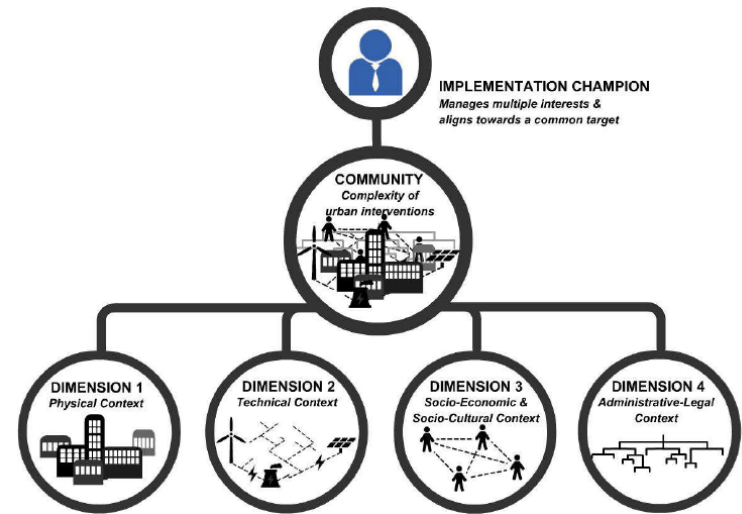 IMPLEMENTATION CHAMPION
Manages multiple interests &
aligns towards a common target
COMMUNITY
Complexity of
urban interventions
DIMENSION 1
Physical Context
DIMENSION 2
Technical Context
DIMENSION 3
Socio-Economic &
Socio-Cultural Context
DIMENSION 4
Administrative-Legal
Context